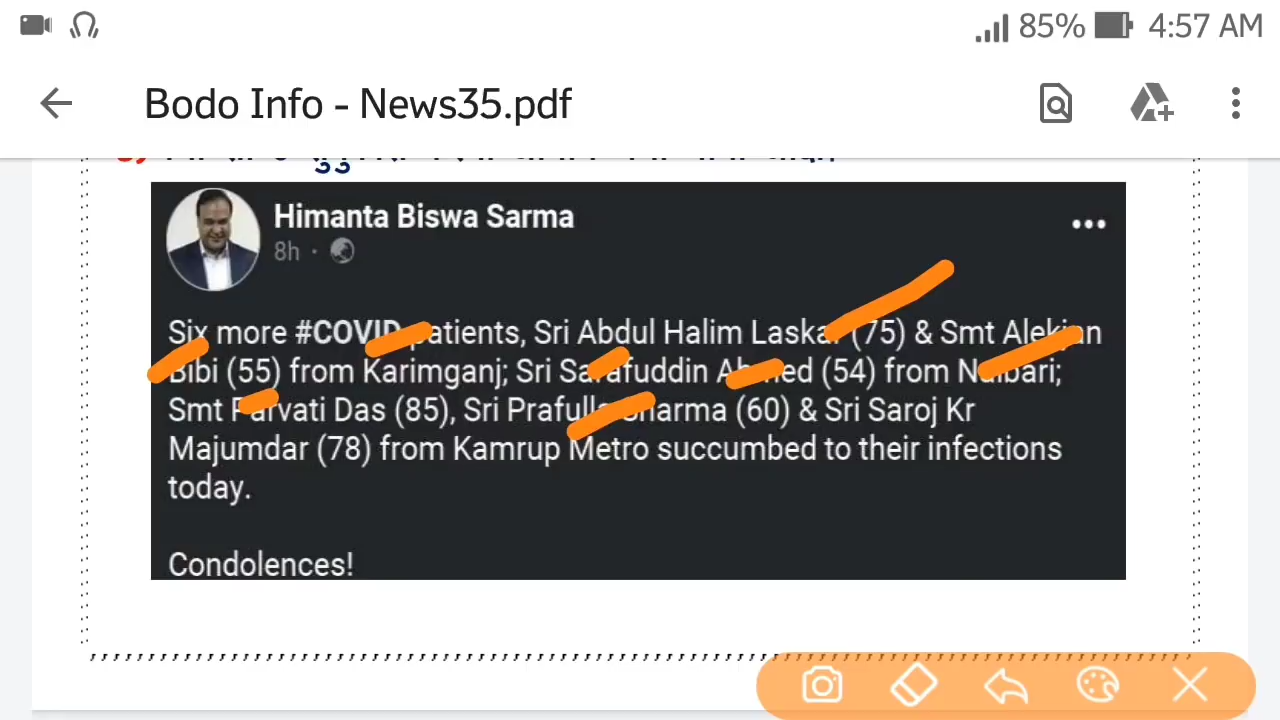 85% 4:57 AM
Bodo Info - News35.pdf
Himanta Biswa Sarma
8h ·
Six more #COVID patients, Sri Abdul Halim Laskar (75) & Smt Alekjan
Bibi (55) from Karimganj; Sri Sarafuddin Ahmed (54) from Nalbari;
Smt Parvati Das (85), Sri Prafulla Sharma (60) & Sri Saroj Kr
Majumdar (78) from Kamrup Metro succumbed to their infections
today.
Condolences!